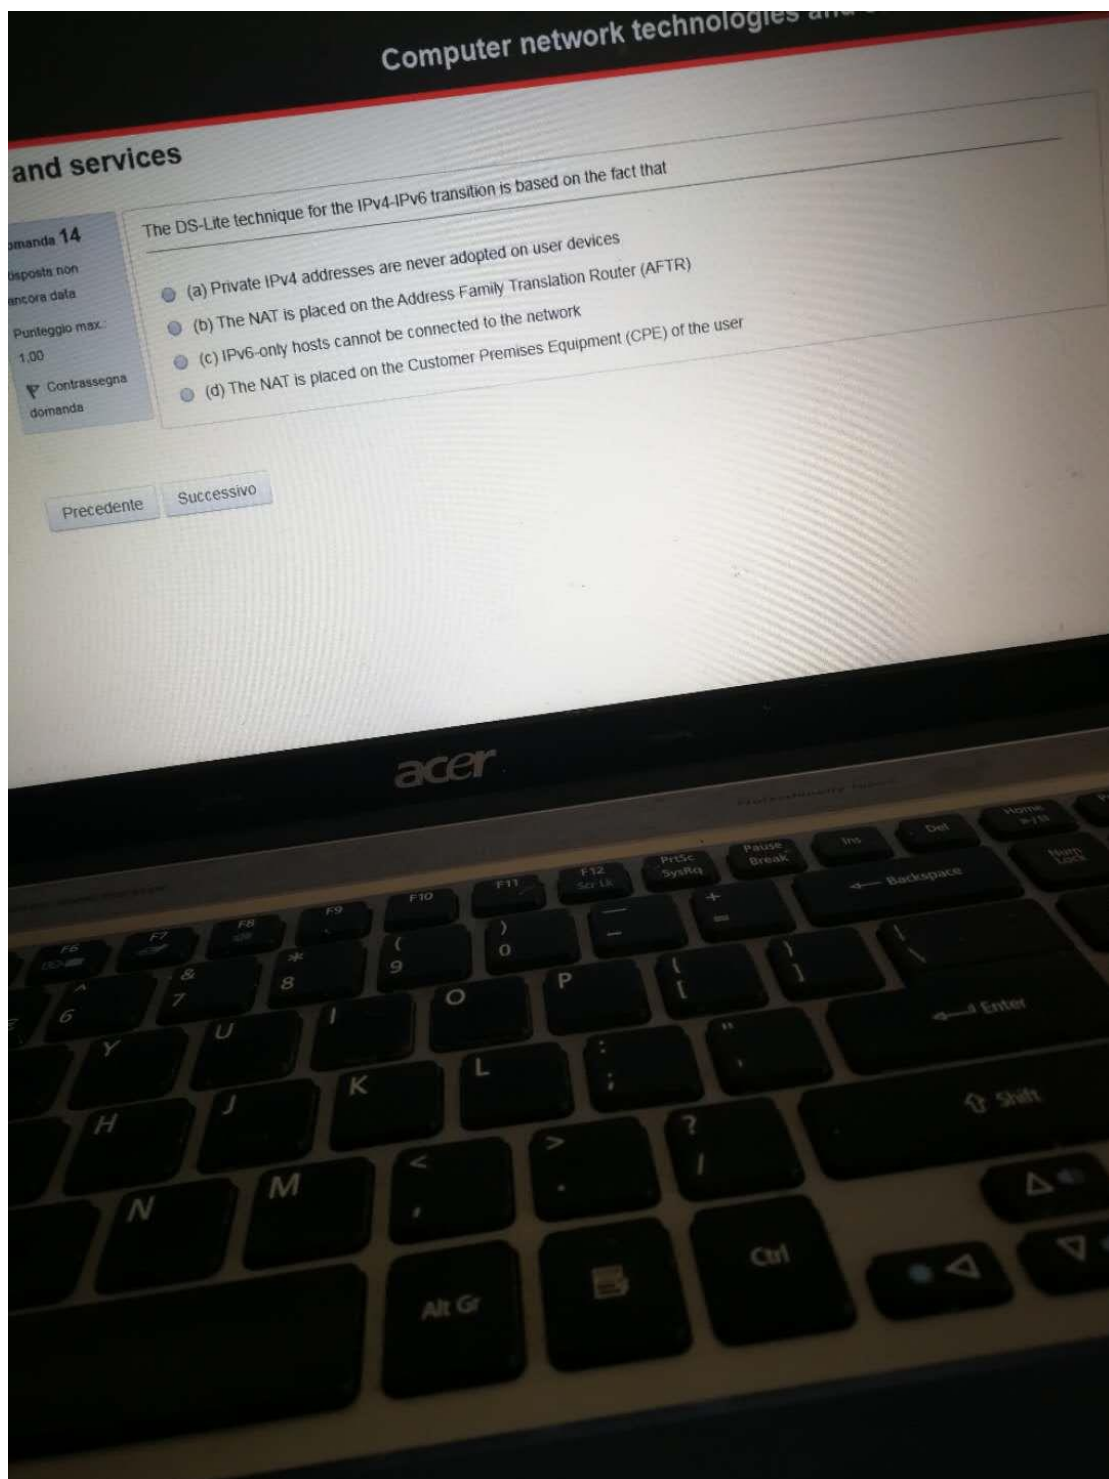 Computer network technologies and
and services
14
The DS-Lite technique for the IPv4-IPv6 transition is based on the fact that
non
ancora data
Punteggio max.:
1,00
Contrassegna
domanda
(a) Private IPv4 addresses are never adopted on user devices
(b) The NAT is placed on the Address Family Translation Router (AFTR)
(c) IPv6-only hosts cannot be connected to the network
(d) The NAT is placed on the Customer Premises Equipment (CPE) of the user
Precedente Successivo
acer
F6 F7 F8 F9 F10 F11 F12 Scr Lk PrtSc SysRq Pause Break Ins Del Home
^ 6 & 7 * 8 ( 9 ) 0 — - + = ← Backspace Num Lock
Y U I O P { [ } ] | \
H J K L : ; " ' Enter
N M < , > . ? / ⇧ Shift
Alt Gr Ctrl